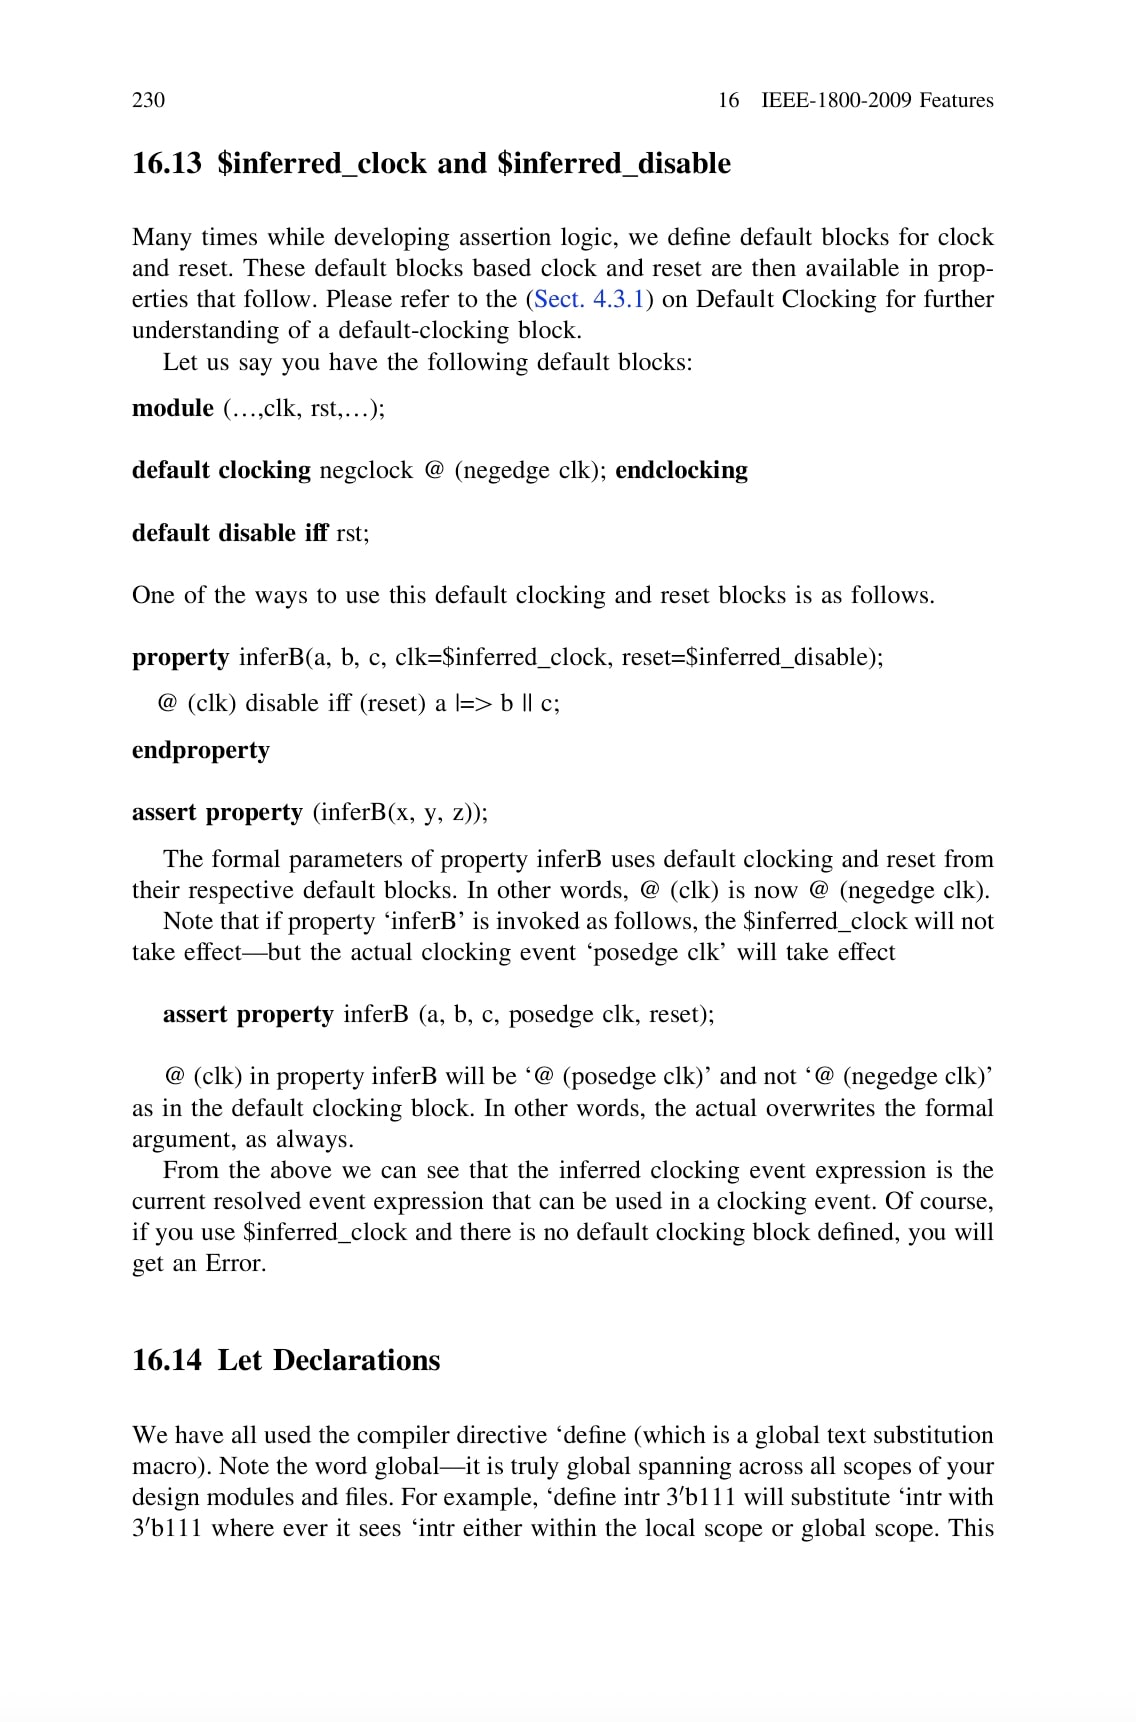 230
16 IEEE-1800-2009 Features
16.13 $inferred_clock and $inferred_disable
Many times while developing assertion logic, we define default blocks for clock
and reset. These default blocks based clock and reset are then available in prop-
erties that follow. Please refer to the (Sect. 4.3.1) on Default Clocking for further
understanding of a default-clocking block.
Let us say you have the following default blocks:
module (…,clk, rst,…);
default clocking negclock @ (negedge clk); endclocking
default disable iff rst;
One of the ways to use this default clocking and reset blocks is as follows.
property inferB(a, b, c, clk=$inferred_clock, reset=$inferred_disable);
@ (clk) disable iff (reset) a |=> b || c;
endproperty
assert property (inferB(x, y, z));
The formal parameters of property inferB uses default clocking and reset from
their respective default blocks. In other words, @ (clk) is now @ (negedge clk).
Note that if property ‘inferB’ is invoked as follows, the $inferred_clock will not
take effect—but the actual clocking event ‘posedge clk’ will take effect
assert property inferB (a, b, c, posedge clk, reset);
@ (clk) in property inferB will be ‘@ (posedge clk)’ and not ‘@ (negedge clk)’
as in the default clocking block. In other words, the actual overwrites the formal
argument, as always.
From the above we can see that the inferred clocking event expression is the
current resolved event expression that can be used in a clocking event. Of course,
if you use $inferred_clock and there is no default clocking block defined, you will
get an Error.
16.14 Let Declarations
We have all used the compiler directive ‘define (which is a global text substitution
macro). Note the word global—it is truly global spanning across all scopes of your
design modules and files. For example, ‘define intr 3′b111 will substitute ‘intr with
3′b111 where ever it sees ‘intr either within the local scope or global scope. This